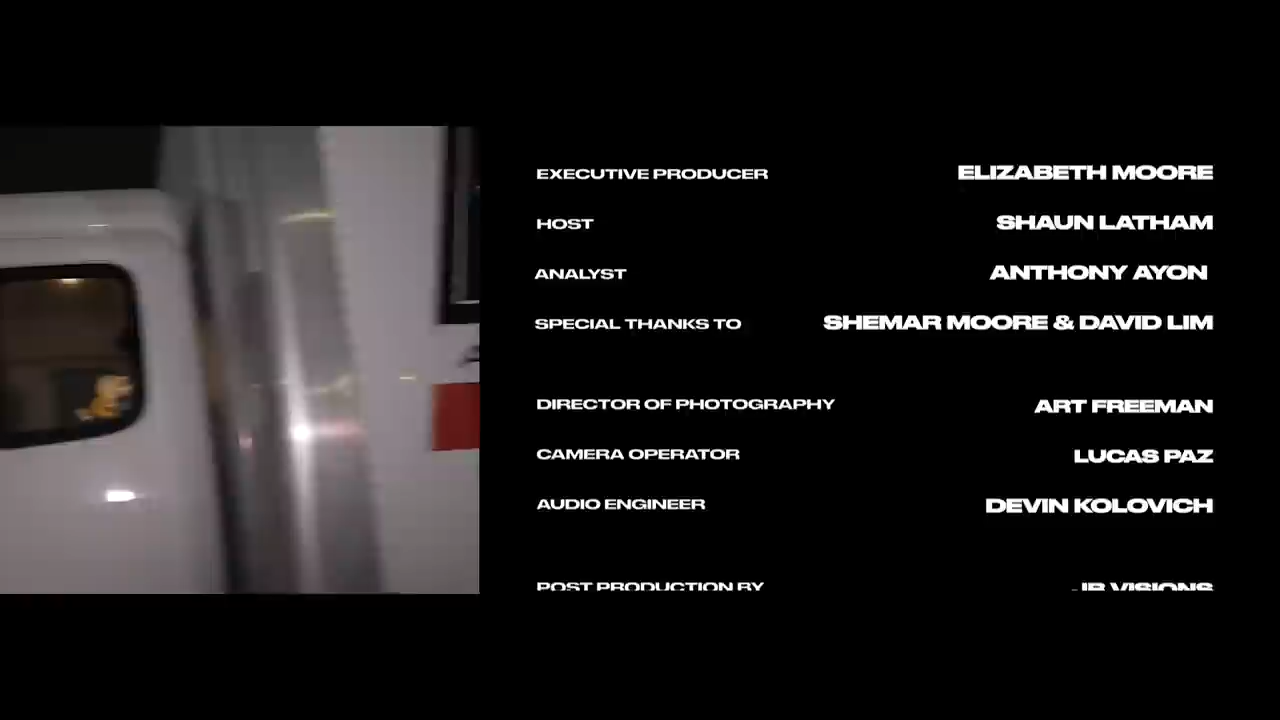 EXECUTIVE PRODUCER ELIZABETH MOORE
HOST SHAUN LATHAM
ANALYST ANTHONY AYON
SPECIAL THANKS TO SHEMAR MOORE & DAVID LIM
DIRECTOR OF PHOTOGRAPHY ART FREEMAN
CAMERA OPERATOR LUCAS PAZ
AUDIO ENGINEER DEVIN KOLOVICH
POST PRODUCTION BY VISIONS